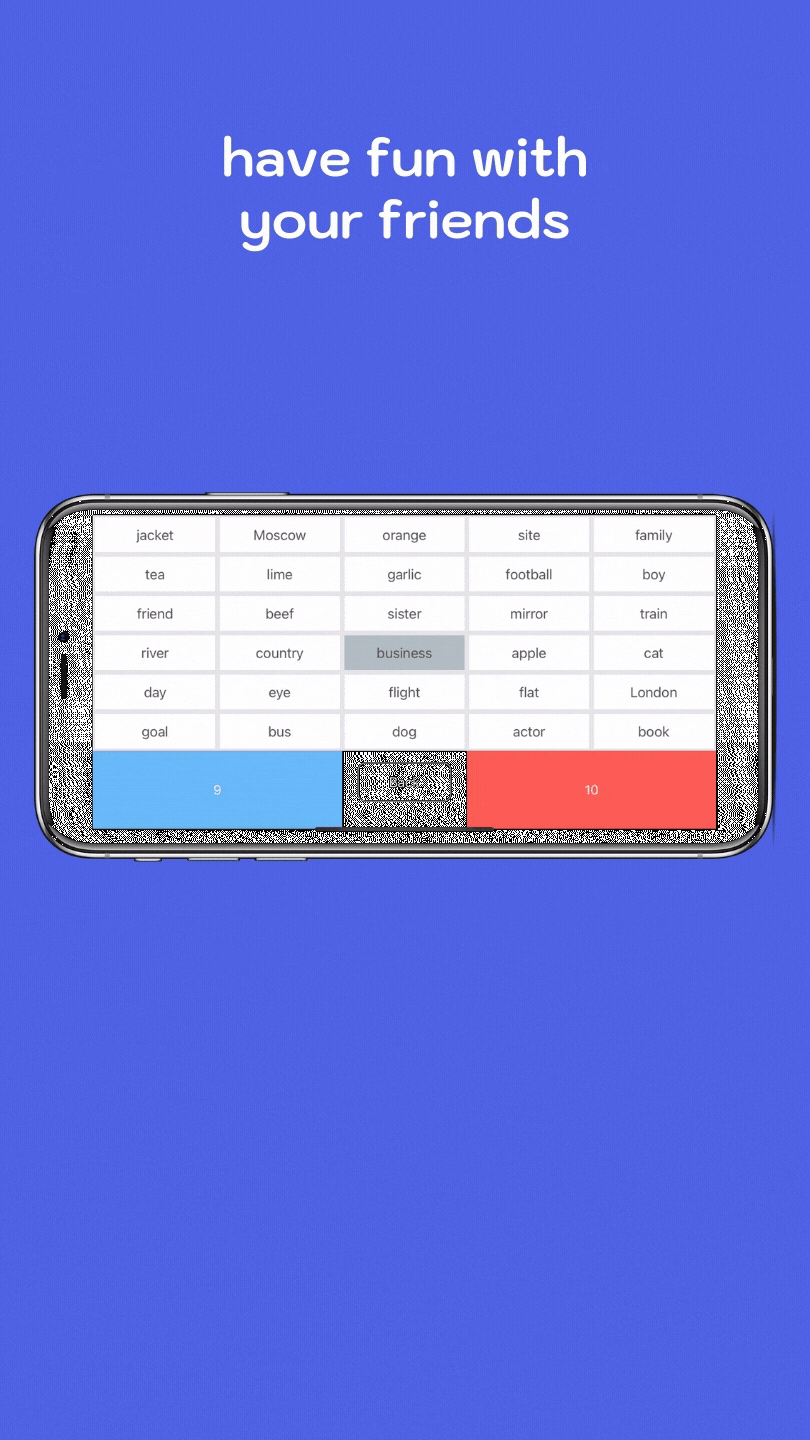 have fun with
your friends
jacket Moscow orange site family
tea lime garlic football boy
friend beef sister mirror train
river country business apple cat
day eye flight flat London
goal bus dog actor book
9 10